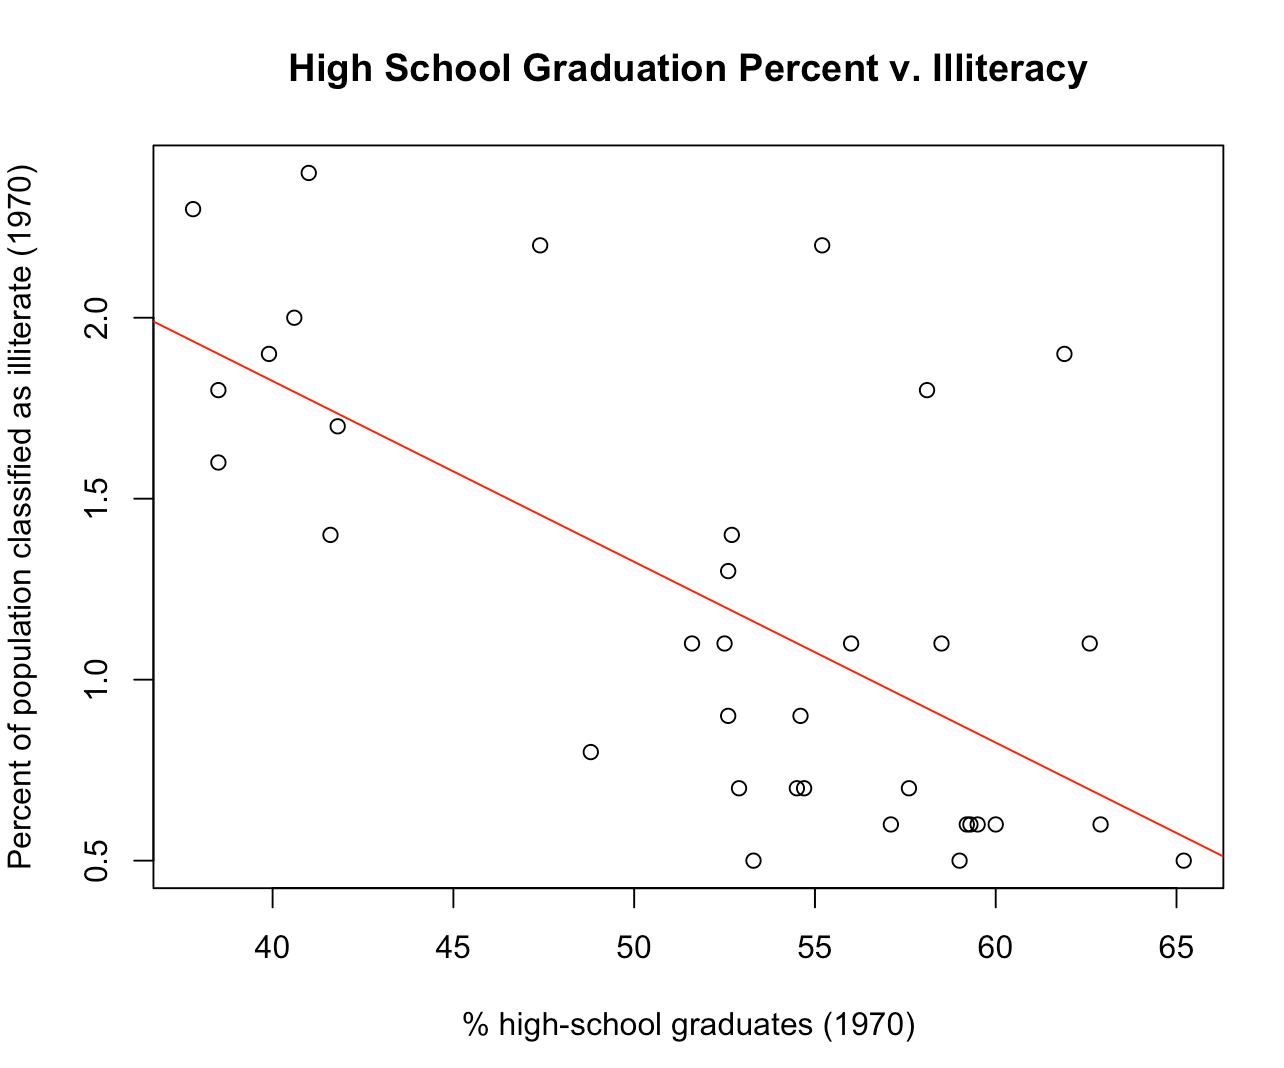 High School Graduation Percent v. Illiteracy
Percent of population classified as illiterate (1970)
2.0
1.5
1.0
0.5
40 45 50 55 60 65
% high-school graduates (1970)